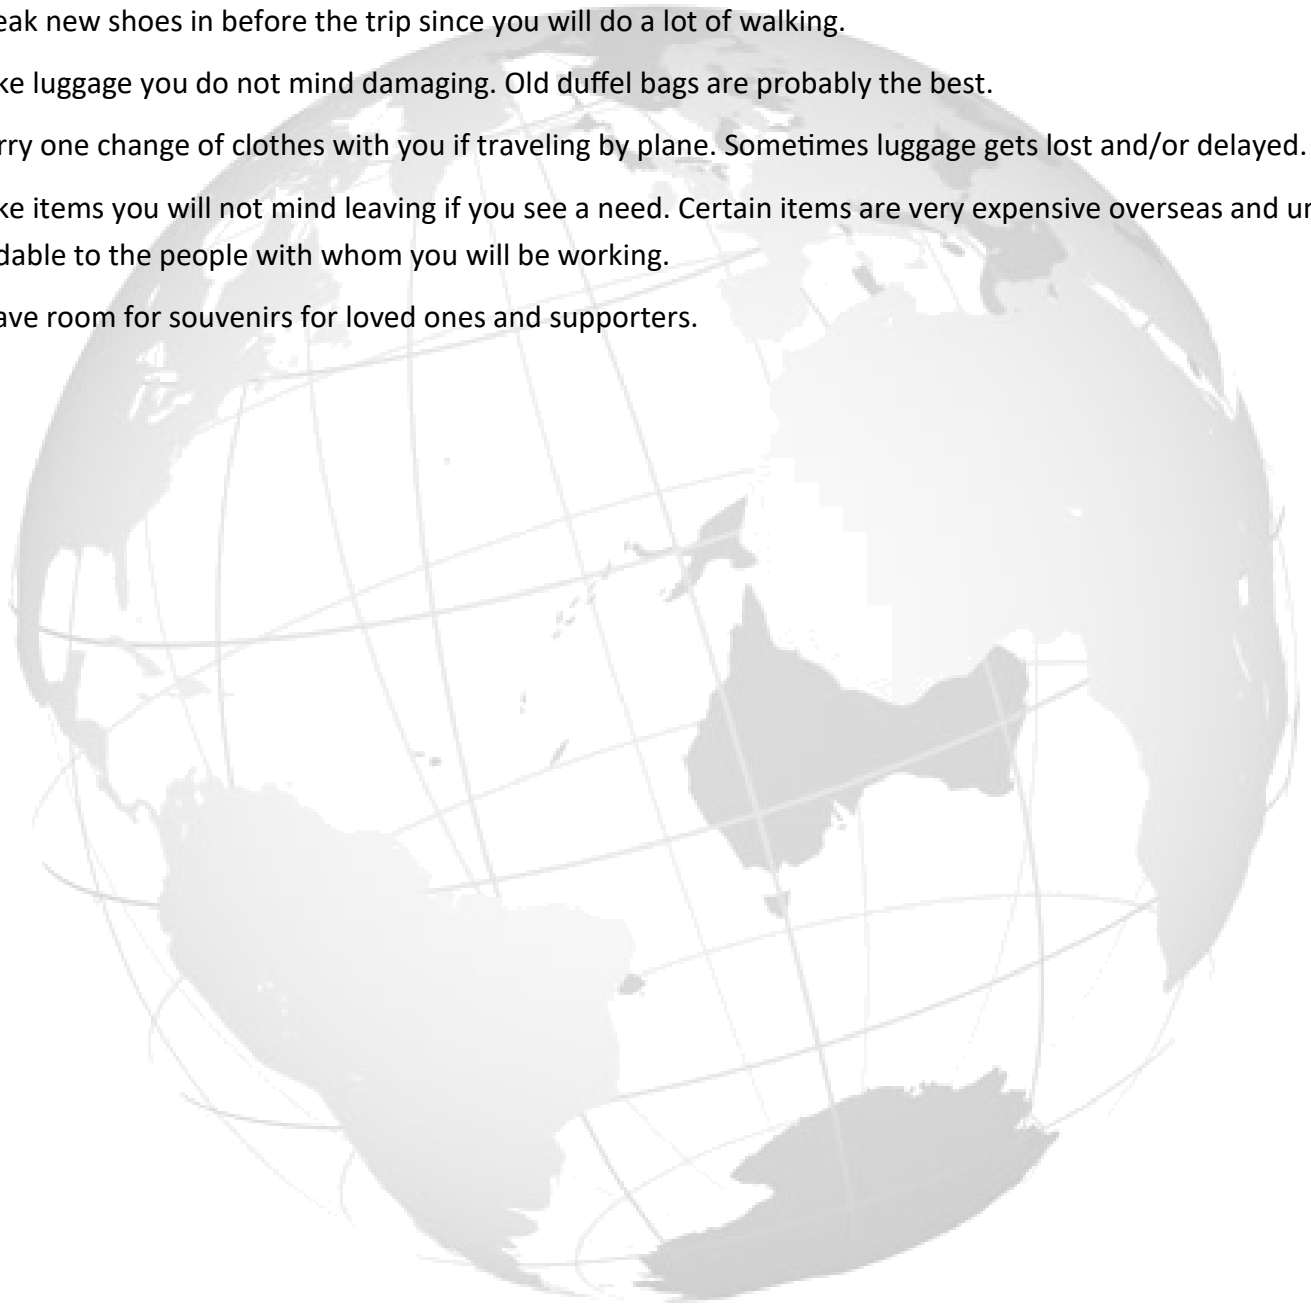 eak new shoes in before the trip since you will do a lot of walking.
ke luggage you do not mind damaging. Old duffel bags are probably the best.
rry one change of clothes with you if traveling by plane. Sometimes luggage gets lost and/or delayed.
ke items you will not mind leaving if you see a need. Certain items are very expensive overseas and un
dable to the people with whom you will be working.
ave room for souvenirs for loved ones and supporters.